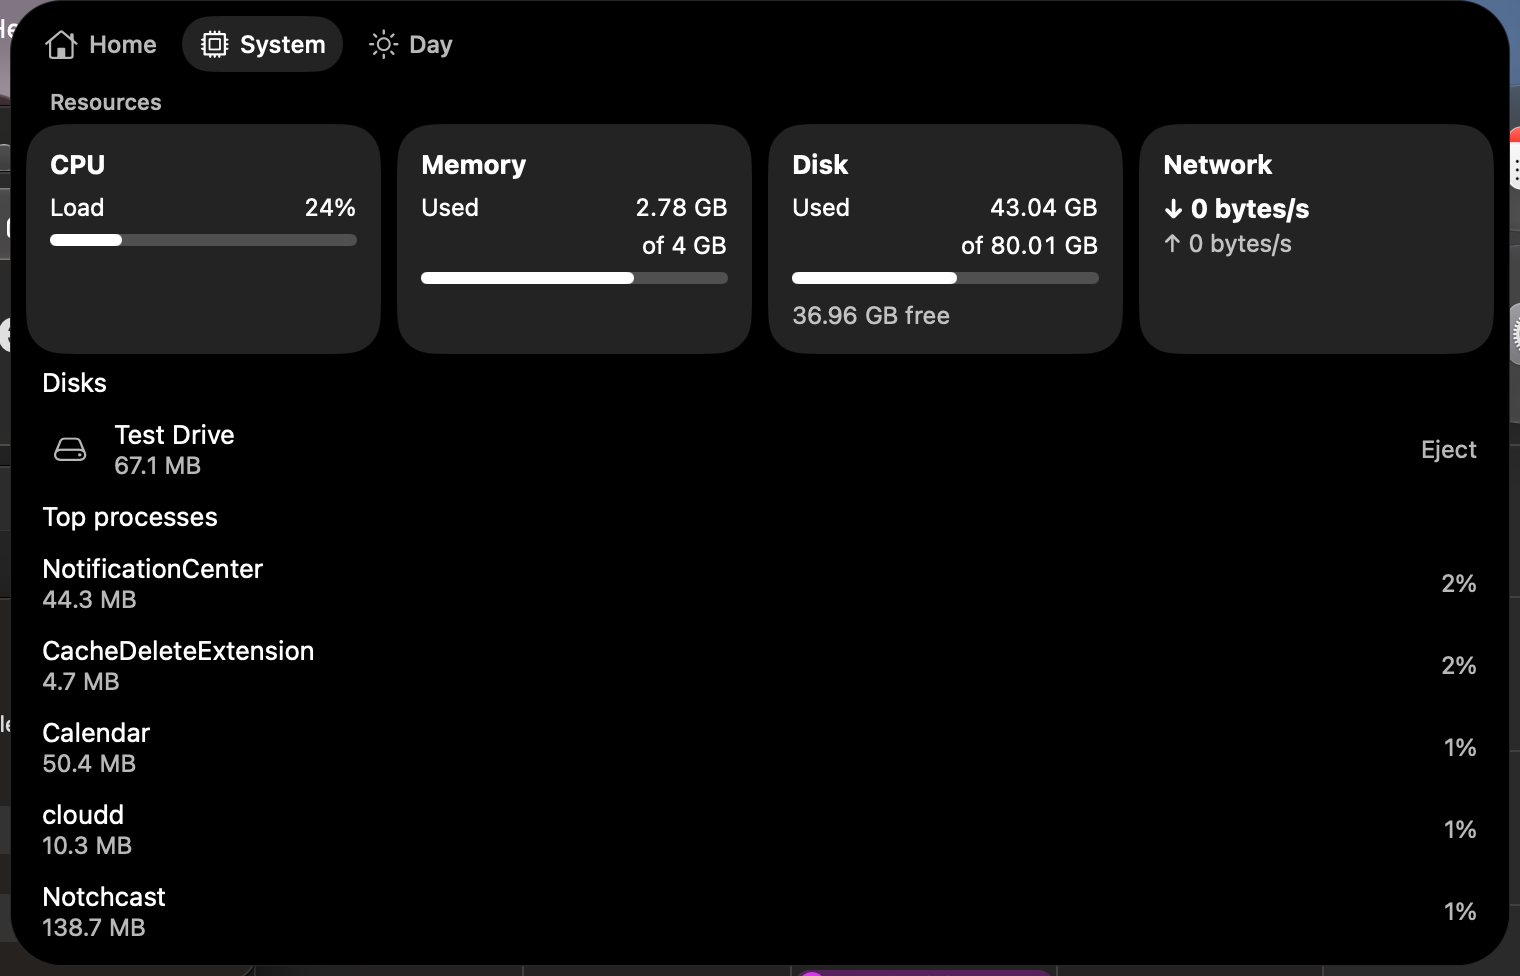 Home
System
Day
Resources
CPU
Load 24%
Memory
Used 2.78 GB
of 4 GB
Disk
Used 43.04 GB
of 80.01 GB
36.96 GB free
Network
↓ 0 bytes/s
↑ 0 bytes/s
Disks
Test Drive
67.1 MB
Eject
Top processes
NotificationCenter
44.3 MB
2%
CacheDeleteExtension
4.7 MB
2%
Calendar
50.4 MB
1%
cloudd
10.3 MB
1%
Notchcast
138.7 MB
1%